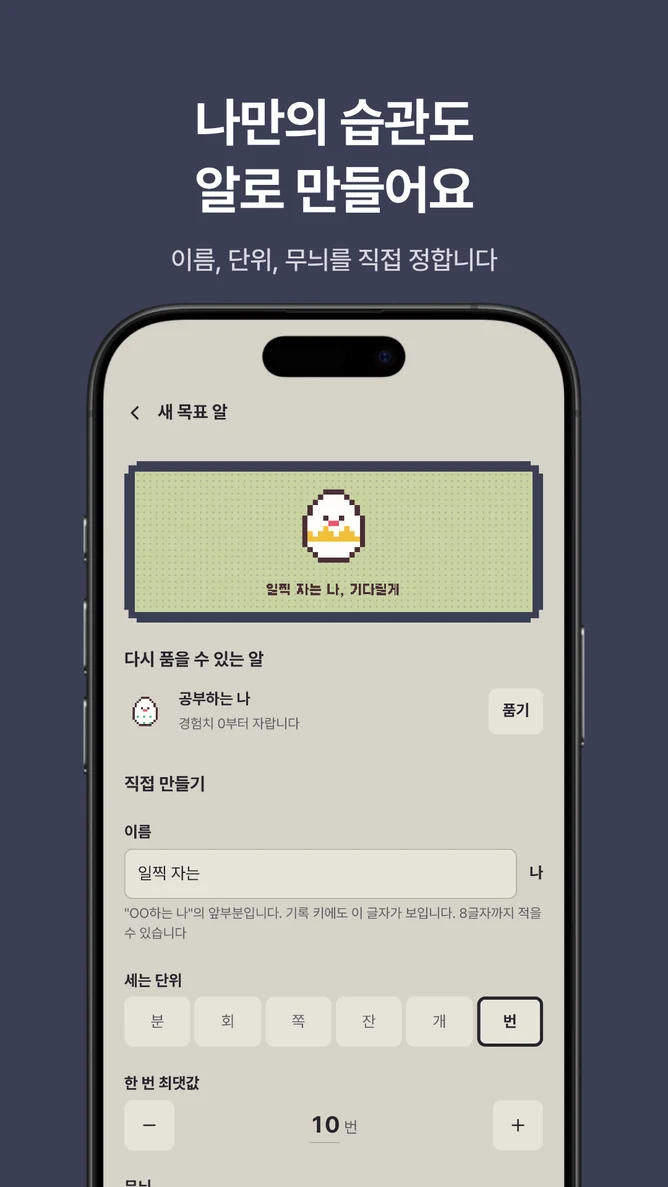 나만의 습관도
알로 만들어요
이름, 단위, 무늬를 직접 정합니다
새 목표 알
일찍 자는 나, 기다릴게
다시 품을 수 있는 알
공부하는 나
경험치 0부터 자랍니다
품기
직접 만들기
이름
일찍 자는
나
"OO하는 나"의 앞부분입니다. 기록 키에도 이 글자가 보입니다. 8글자까지 적을
수 있습니다
세는 단위
분 회 쪽 잔 개 번
한 번 최댓값
− 10 번 +